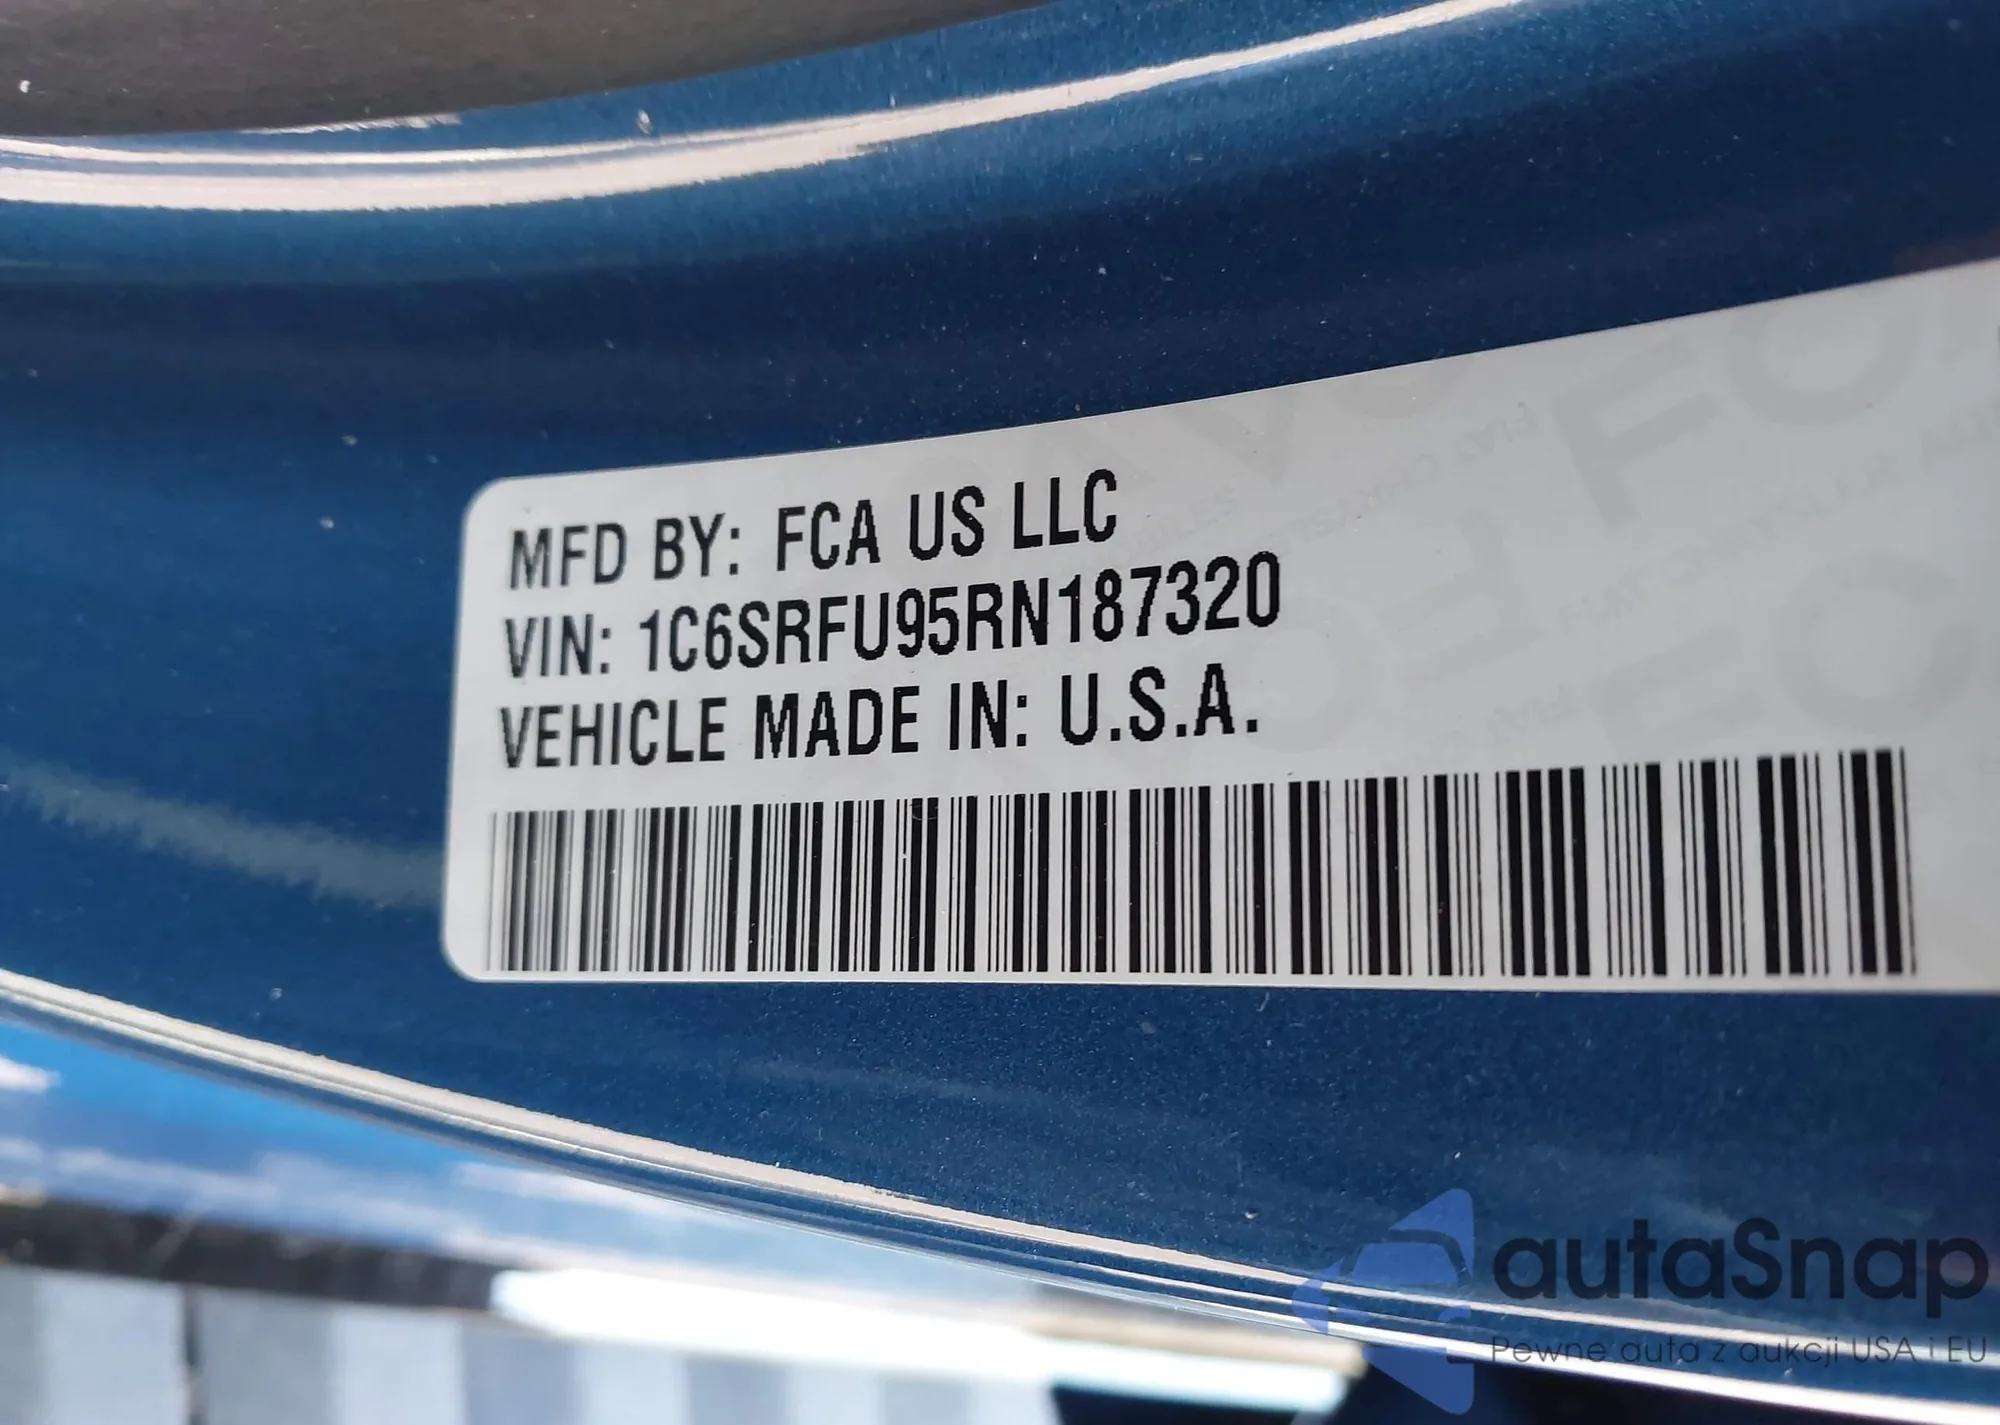 MFD BY: FCA US LLC
VIN: 1C6SRFU95RN187320
VEHICLE MADE IN: U.S.A.
autaSnap
Pewne auta z aukcji USA i EU